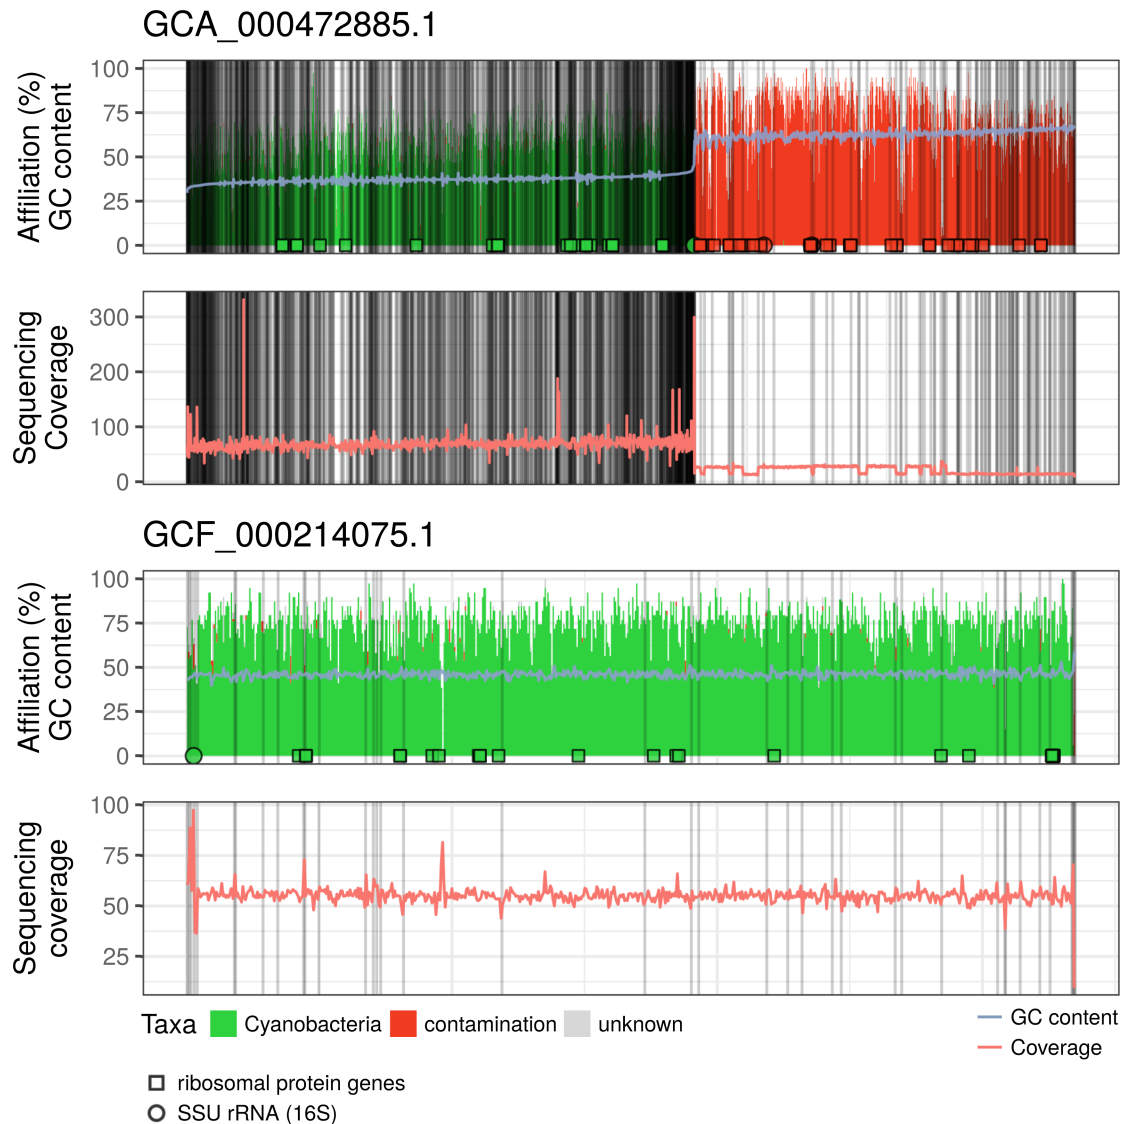 GCA_000472885.1
Affiliation (%)
GC content
100
75
50
25
0
Sequencing
Coverage
300
200
100
0
GCF_000214075.1
Affiliation (%)
GC content
100
75
50
25
0
Sequencing
coverage
100
75
50
25
Taxa Cyanobacteria contamination unknown
GC content
Coverage
ribosomal protein genes
SSU rRNA (16S)